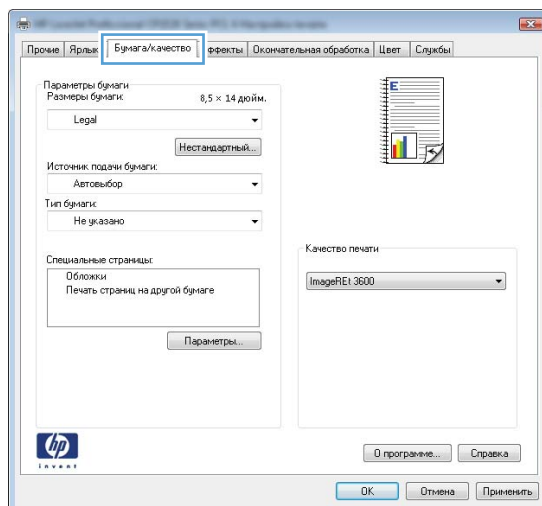 Прочие Ярлык Бумага/качество ффекты Окончательная обработка Цвет Службы
Параметры бумаги
Размеры бумаги: 8,5 × 14 дюйм.
Legal
Нестандартный...
Источник подачи бумаги:
Автовыбор
Тип бумаги:
Не указано
Специальные страницы:
Обложки
Печать страниц на другой бумаге
Параметры...
E
Качество печати
ImageREt 3600
hp
invent
О программе... Справка
OK Отмена Применить